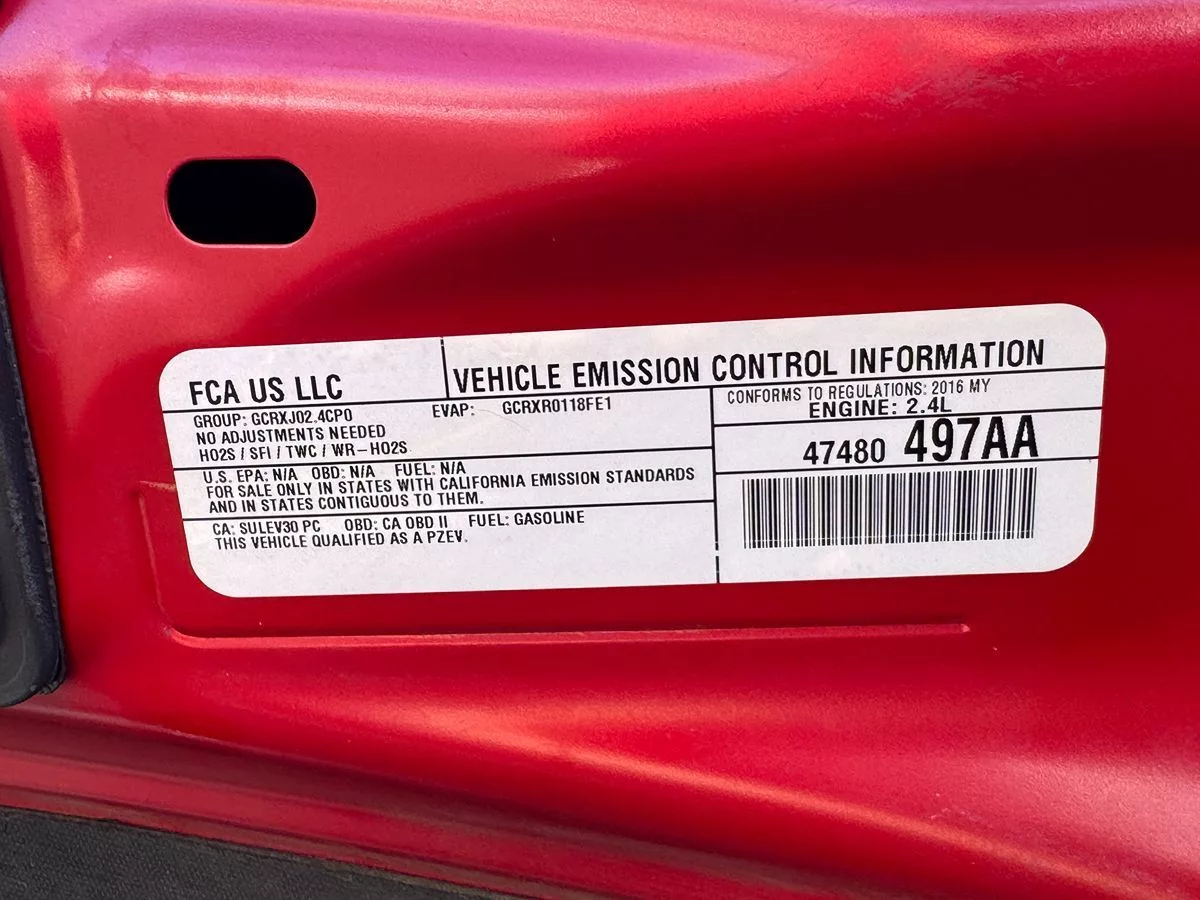 FCA US LLC
VEHICLE EMISSION CONTROL INFORMATION
GROUP: GCRXJ02.4CP0 EVAP: GCRXR0118FE1
NO ADJUSTMENTS NEEDED
HO2S / SFI / TWC / WR-HO2S
CONFORMS TO REGULATIONS: 2016 MY
ENGINE: 2.4L
47480 497AA
U.S. EPA: N/A OBD: N/A FUEL: N/A
FOR SALE ONLY IN STATES WITH CALIFORNIA EMISSION STANDARDS
AND IN STATES CONTIGUOUS TO THEM.
CA: SULEV30 PC OBD: CA OBD II FUEL: GASOLINE
THIS VEHICLE QUALIFIED AS A PZEV.